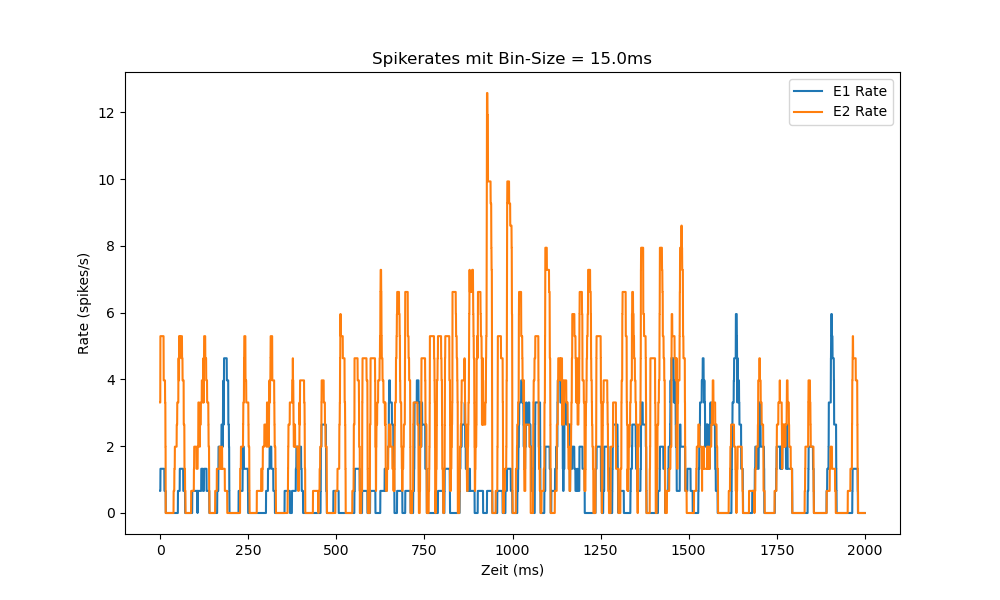 Spikerates mit Bin-Size = 15.0ms
E1 Rate
E2 Rate
Rate (spikes/s)
12
10
8
6
4
2
0
0 250 500 750 1000 1250 1500 1750 2000
Zeit (ms)